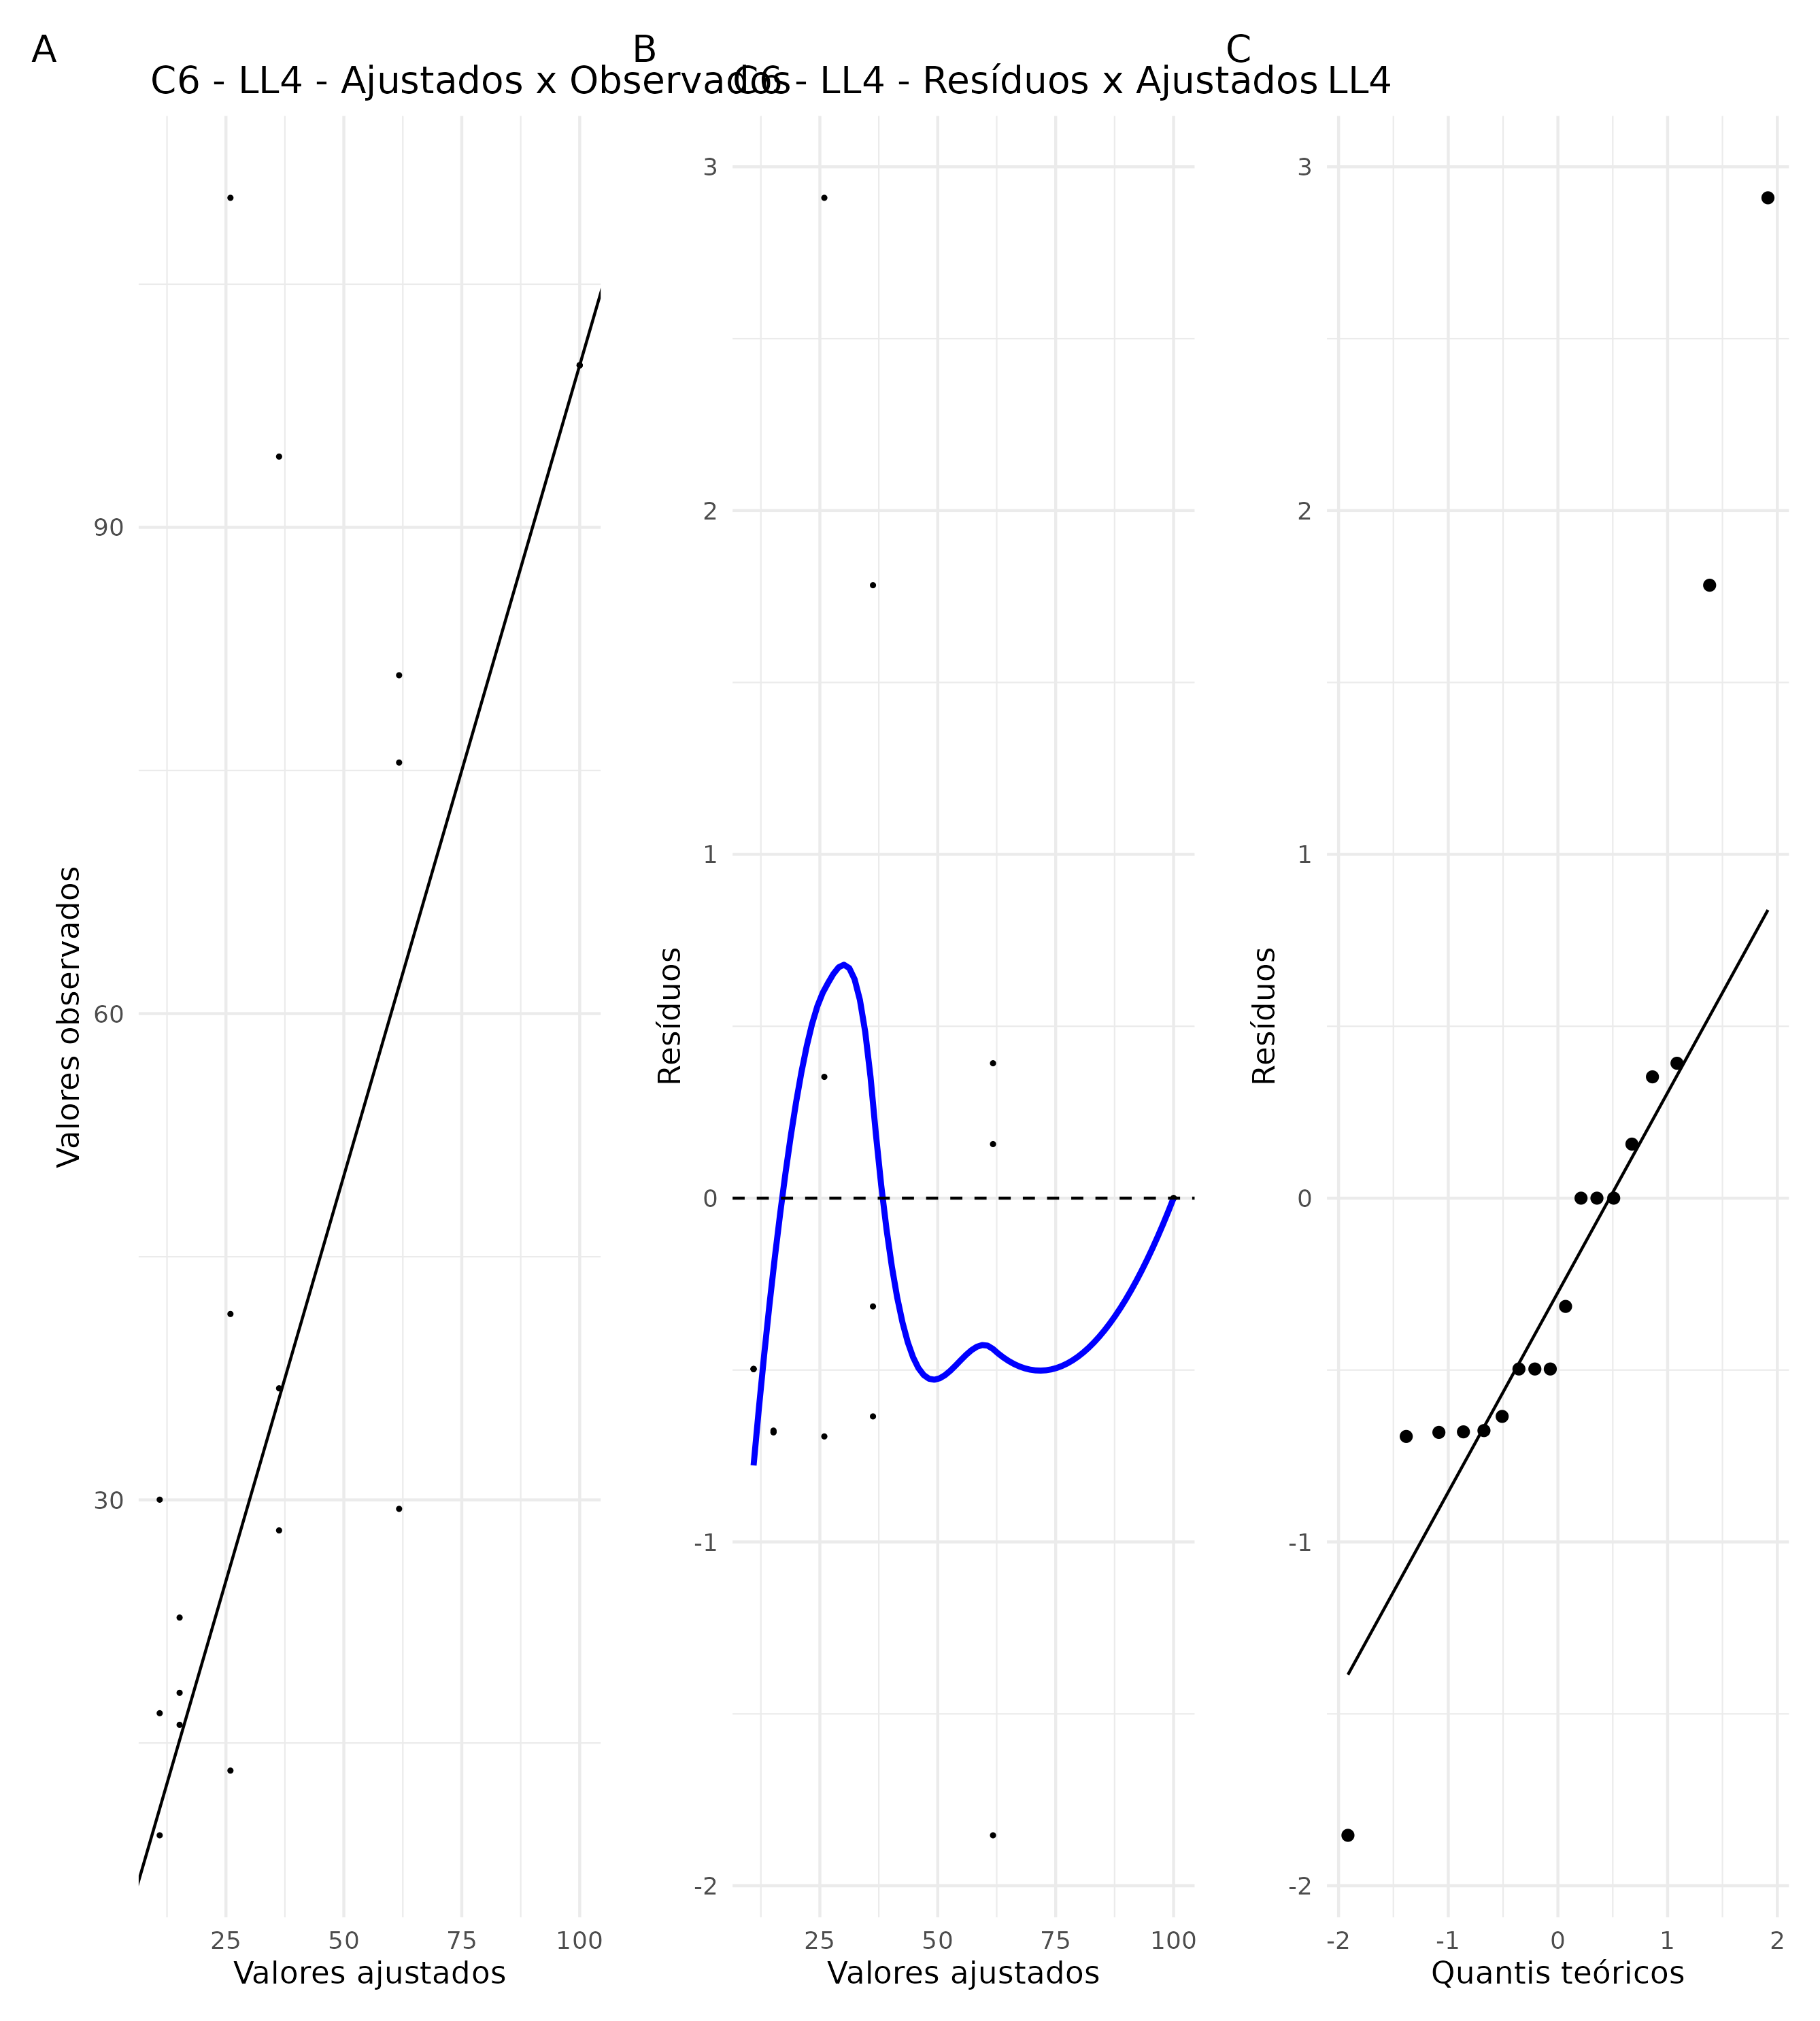 A
C6 - LL4 - Ajustados x Observados
90
60
30
Valores observados
25 50 75 100
Valores ajustados
B
C6 - LL4 - Resíduos x Ajustados
3
2
1
0
-1
-2
Resíduos
25 50 75 100
Valores ajustados
C
LL4
3
2
1
0
-1
-2
Resíduos
-2 -1 0 1 2
Quantis teóricos